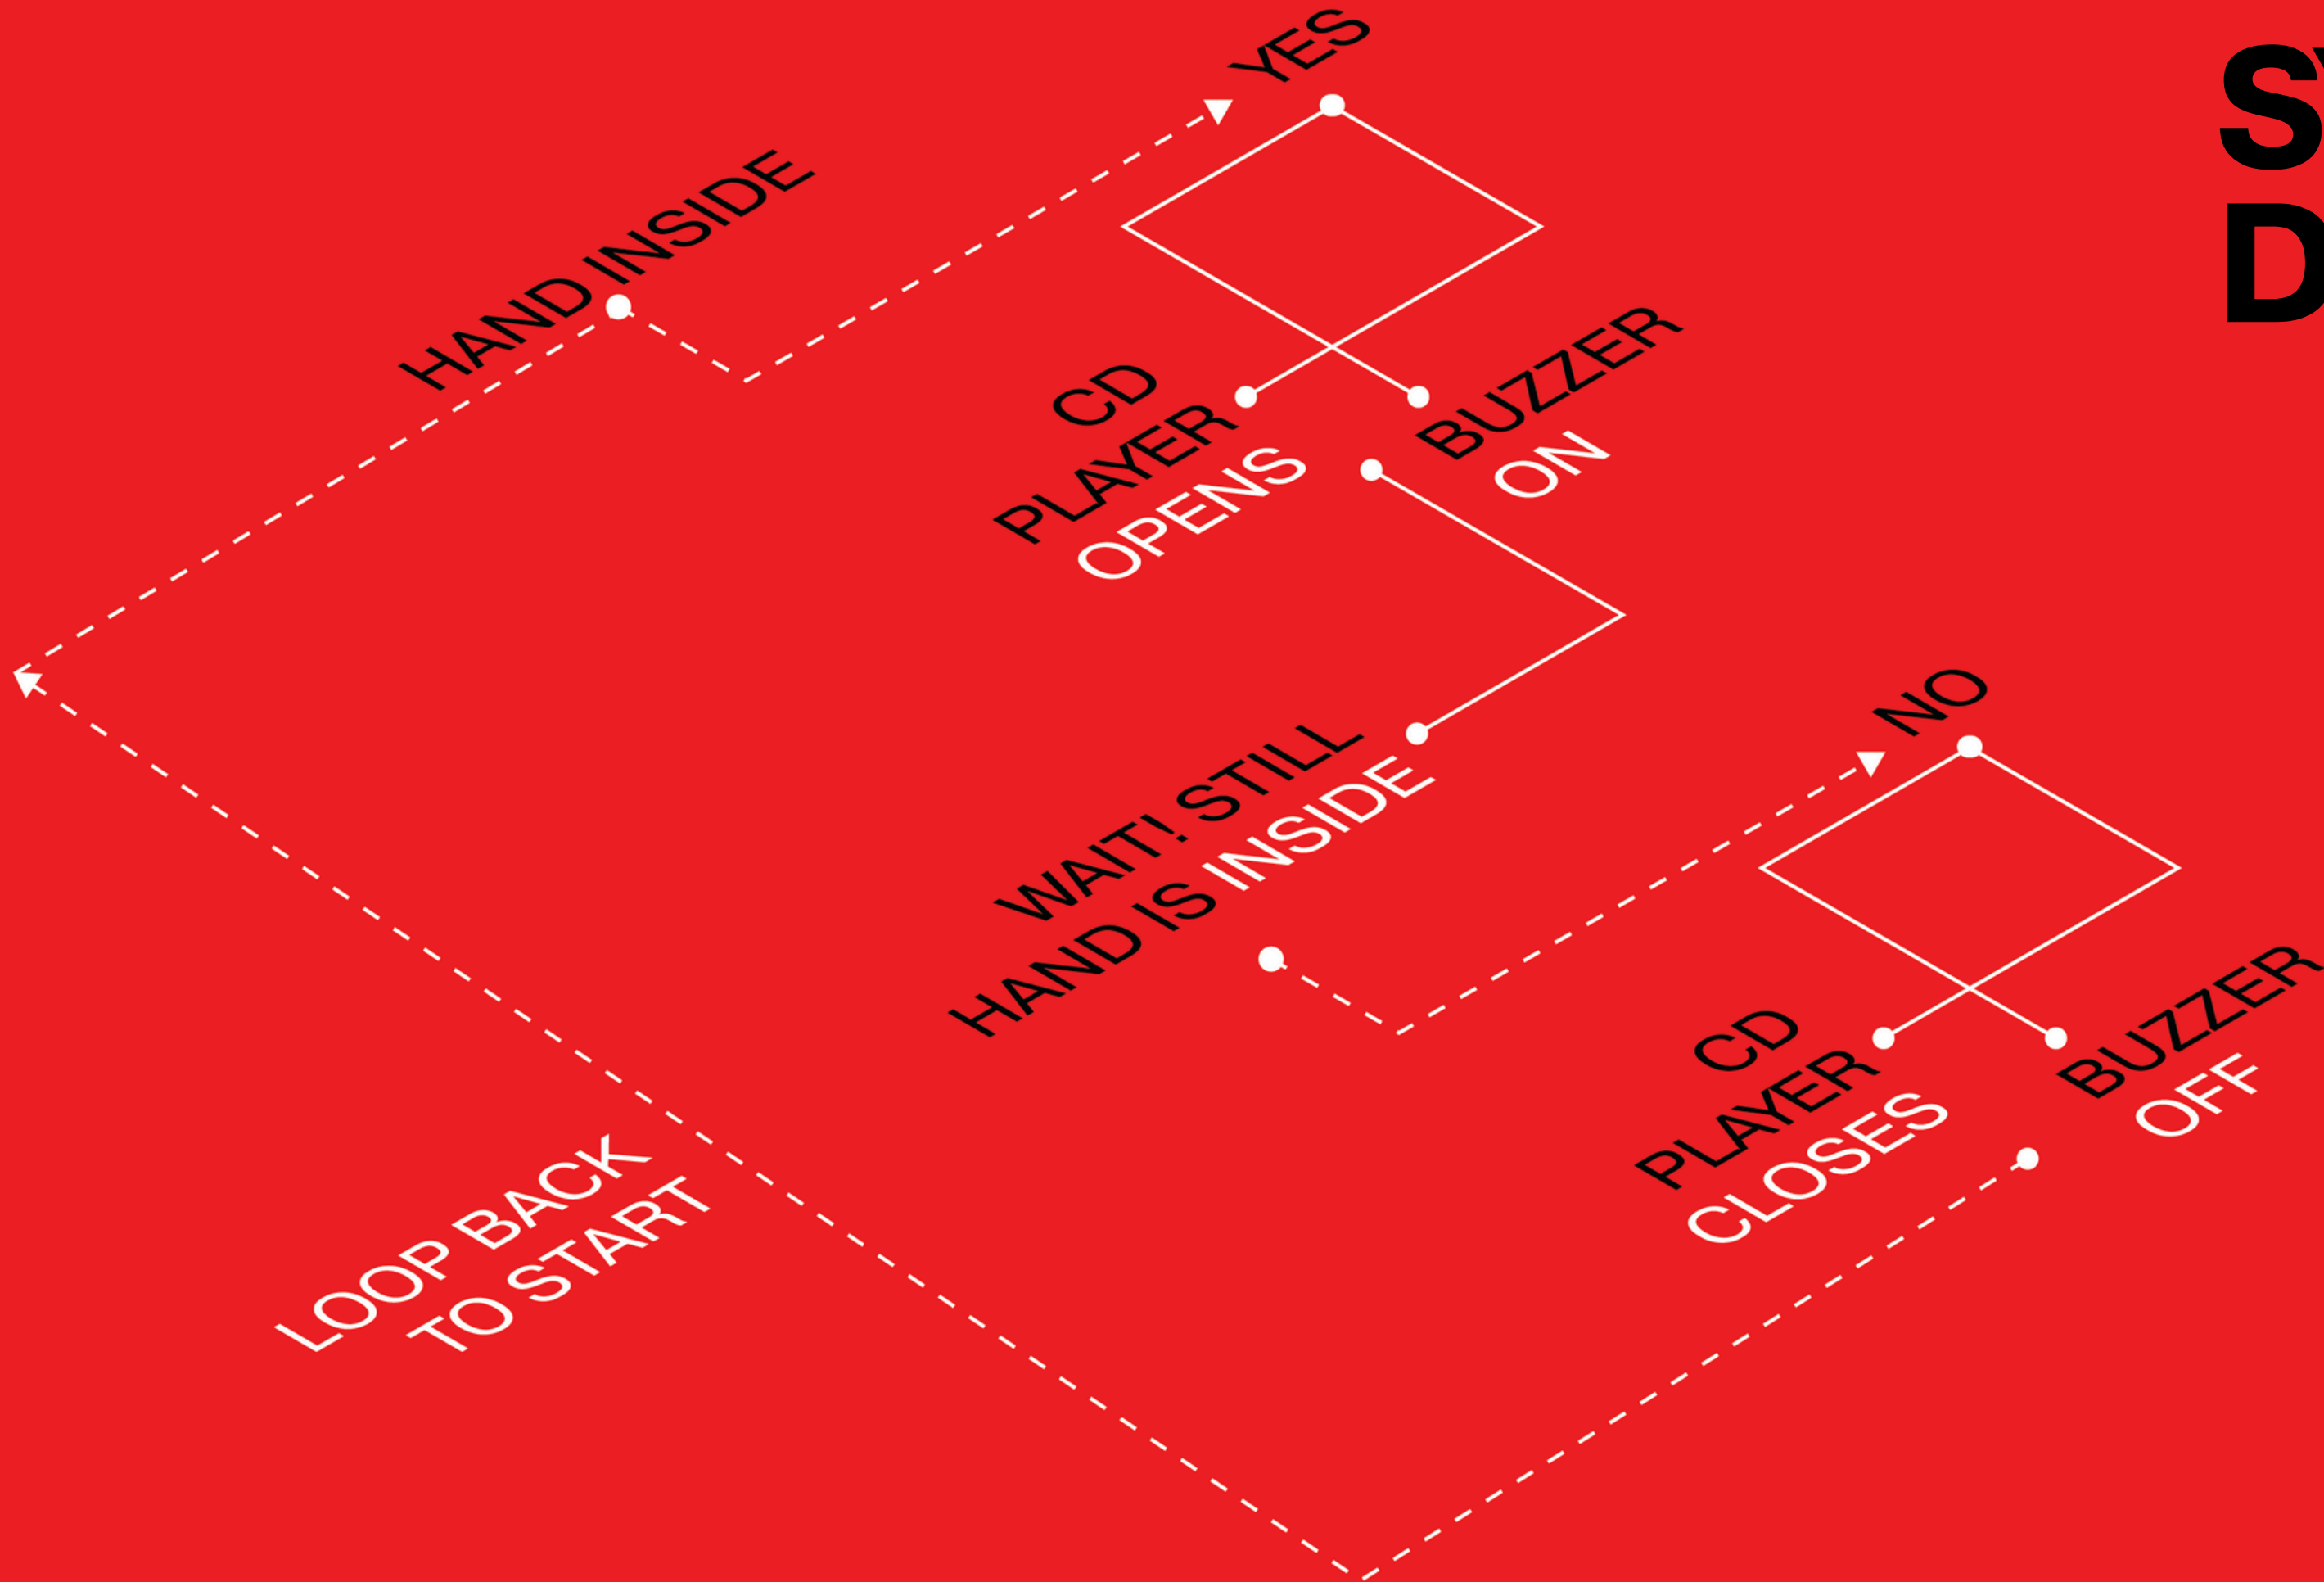 YES
HAND INSIDE
CD
PLAYER
OPENS
BUZZER
ON
WAIT! STILL
HAND IS INSIDE
NO
CD
PLAYER
CLOSES
BUZZER
OFF
LOOP BACK
TO START